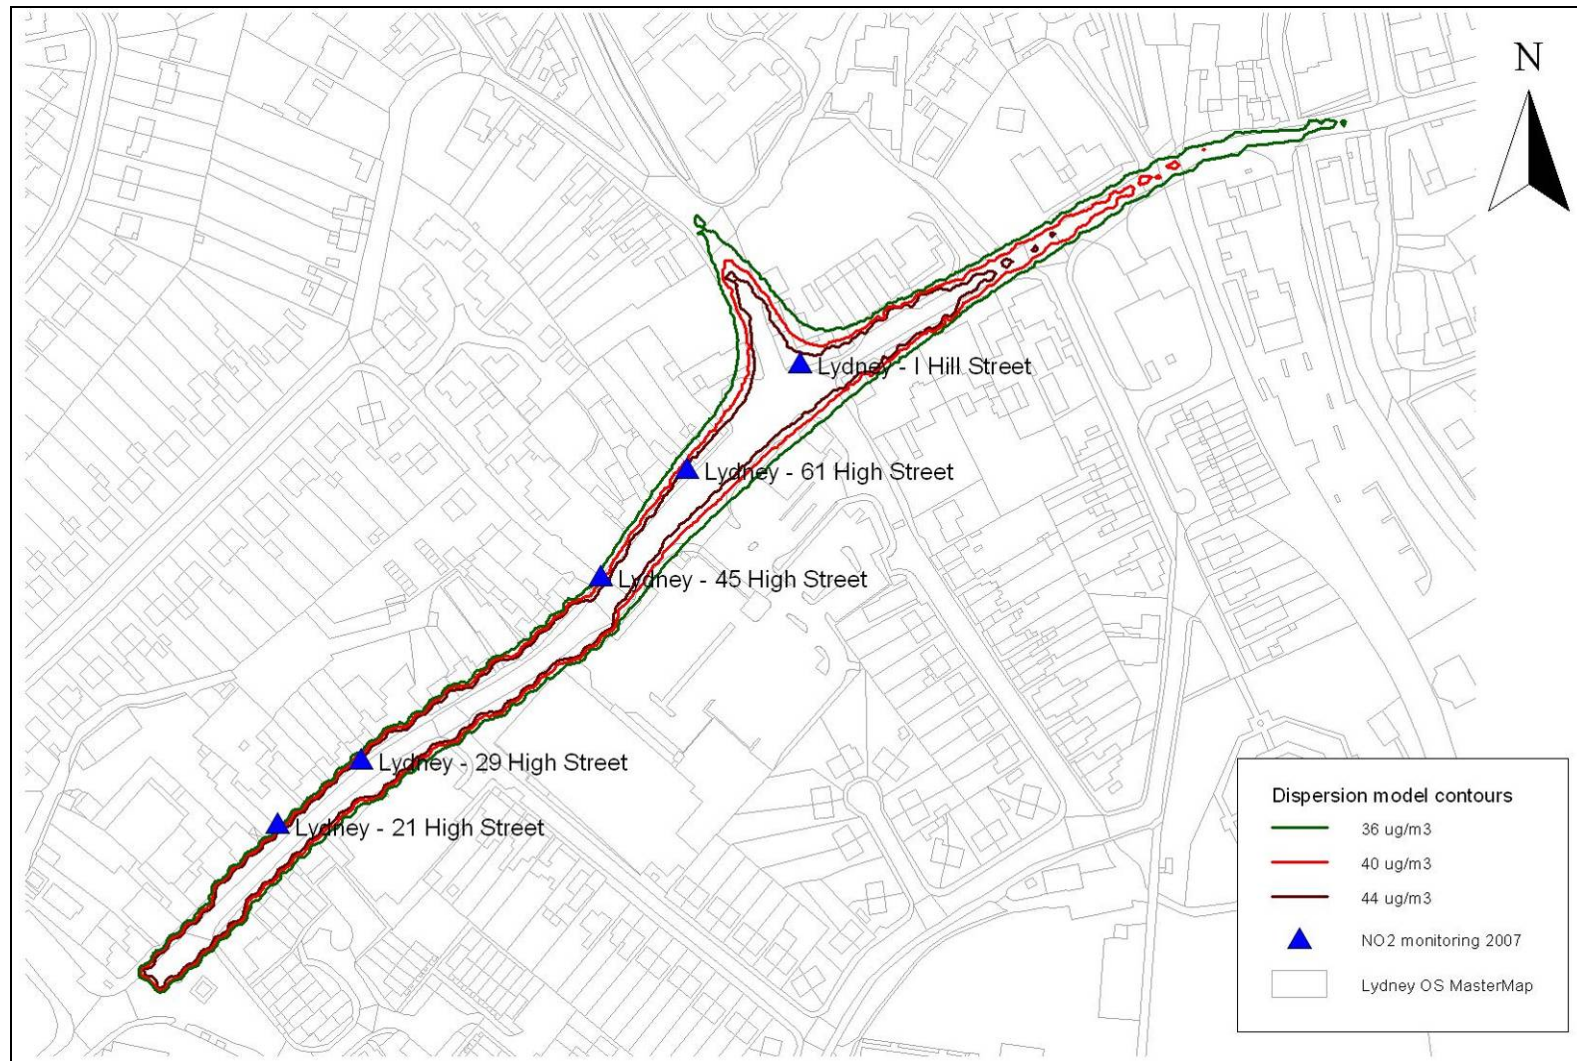 N
Lydney - I Hill Street
Lydney - 61 High Street
Lydney - 45 High Street
Lydney - 29 High Street
Lydney - 21 High Street
Dispersion model contours
36 ug/m3
40 ug/m3
44 ug/m3
NO2 monitoring 2007
Lydney OS MasterMap